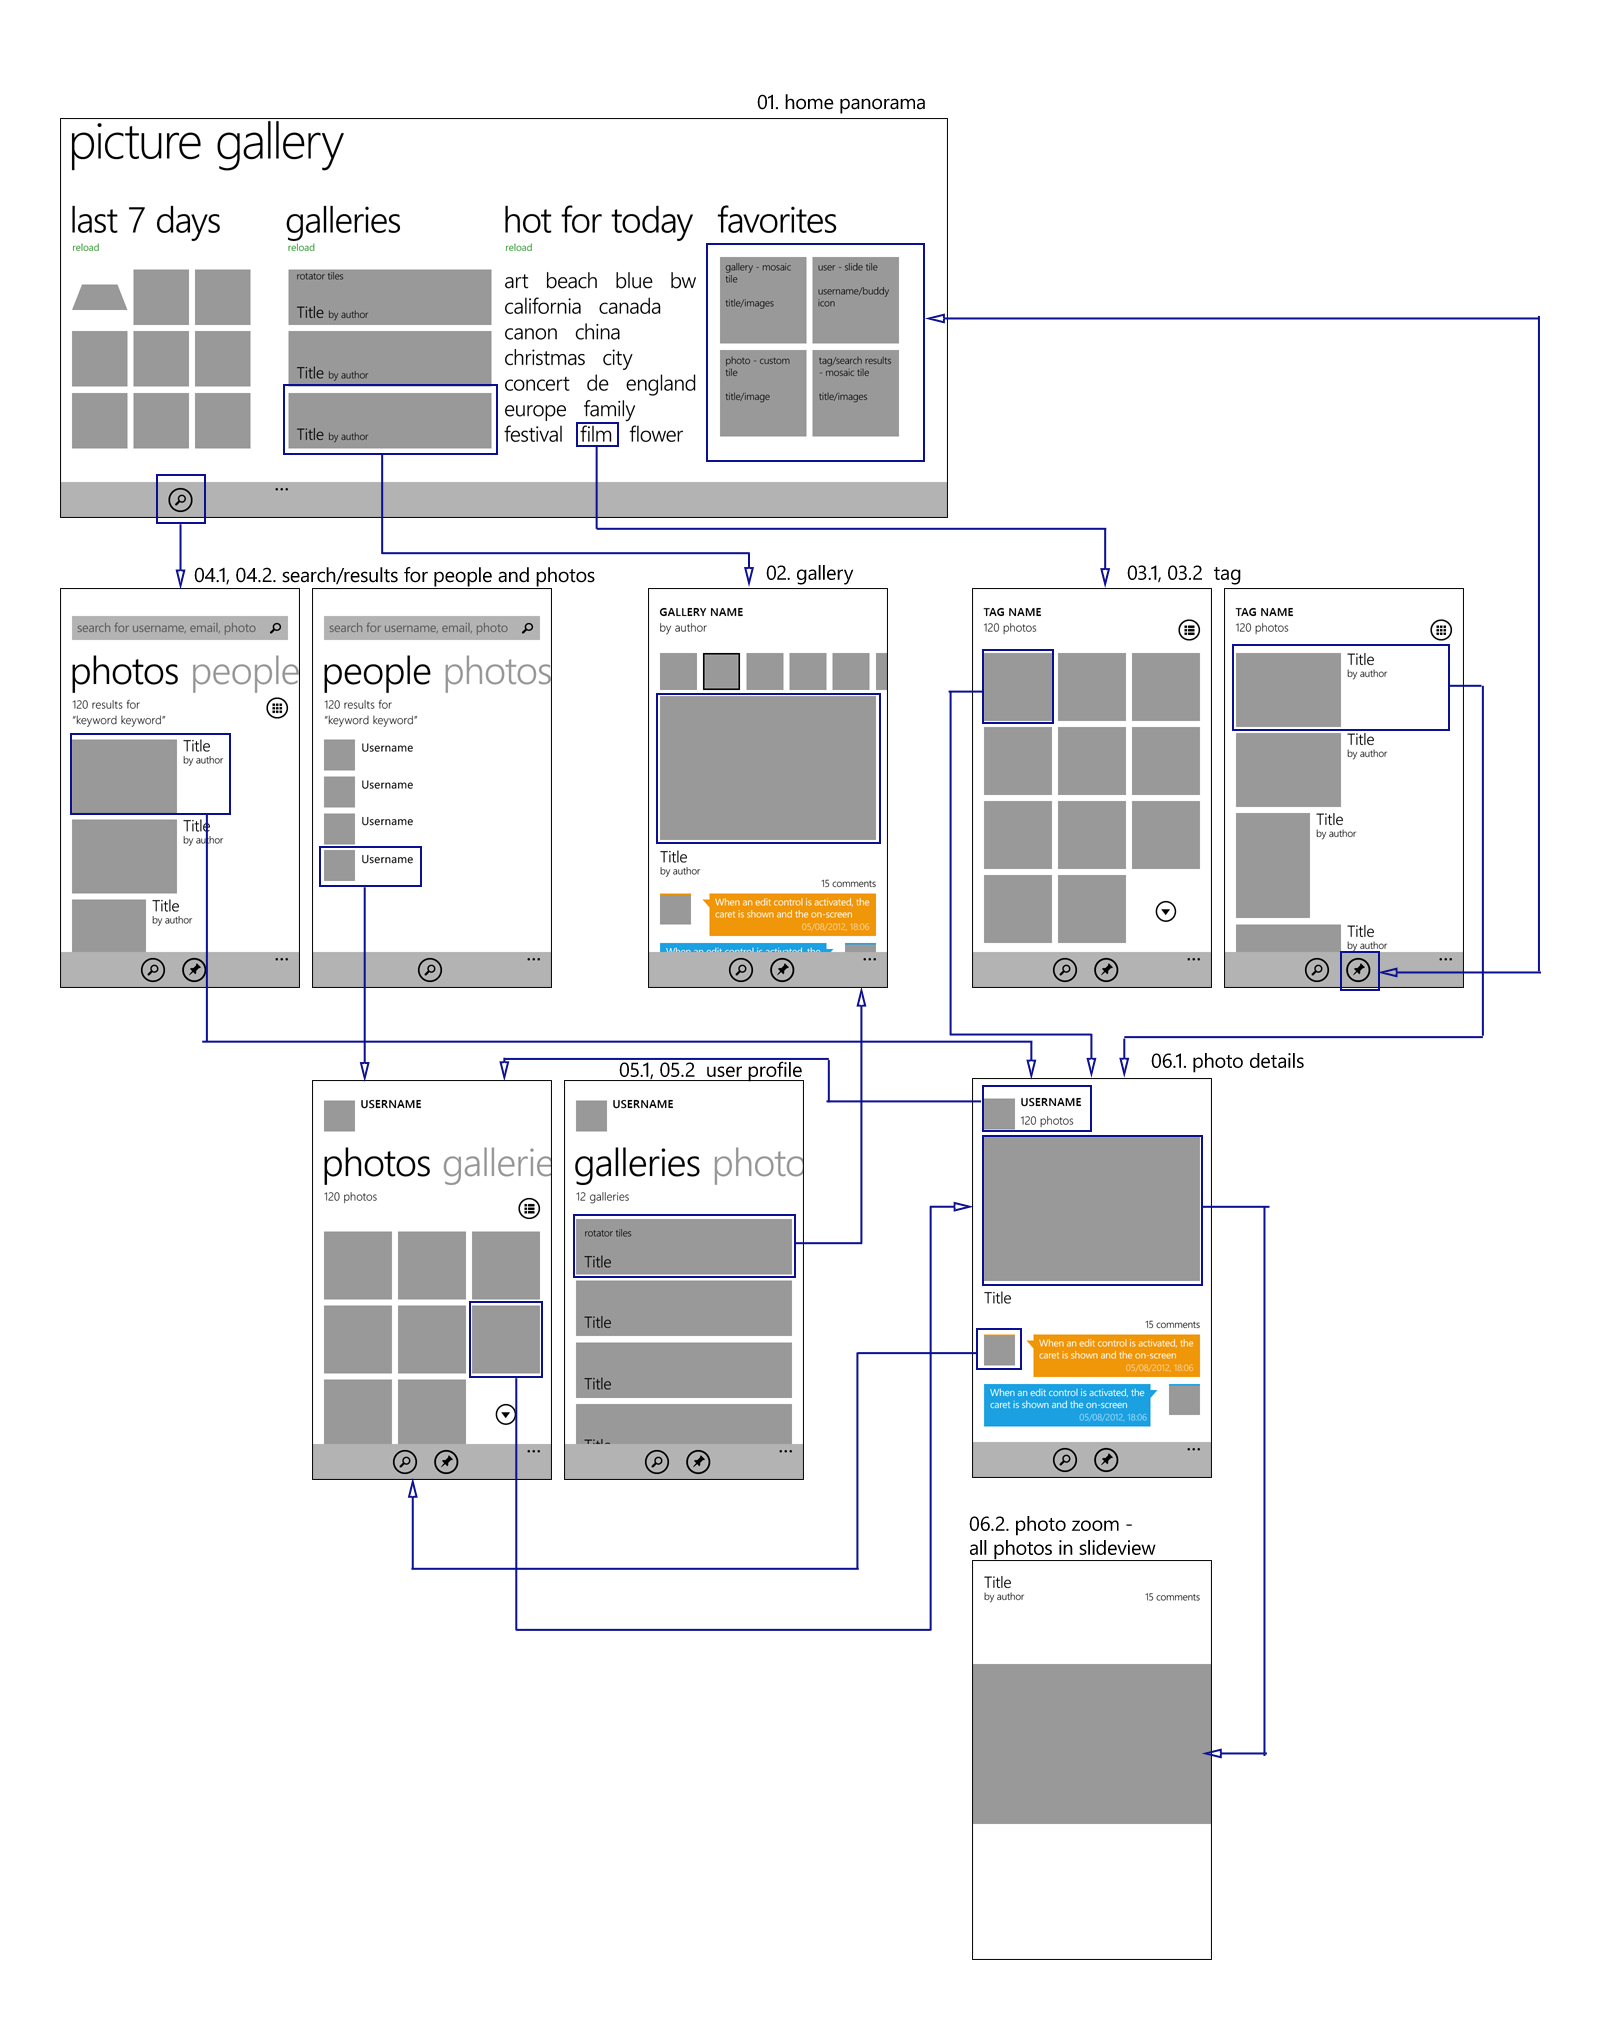 01. home panorama
picture gallery
last 7 days
reload
galleries
reload
rotator tiles
Title by author
Title by author
Title by author
hot for today
reload
art beach blue bw
california canada
canon china
christmas city
concert de england
europe family
festival film flower
favorites
gallery - mosaic
tile
title/images
user - slide tile
username/buddy
icon
photo - custom
tile
title/image
tag/search results
- mosaic tile
title/images
04.1, 04.2. search/results for people and photos
search for username, email, photo
photos people
120 results for
“keyword keyword”
Title
by author
Title
by author
Title
by author
search for username, email, photo
people photos
120 results for
“keyword keyword”
Username
Username
Username
Username
02. gallery
GALLERY NAME
by author
Title
by author
15 comments
When an edit control is activated, the
caret is shown and the on-screen
05/08/2012, 18:06
When an edit control is activated, the
03.1, 03.2 tag
TAG NAME
120 photos
TAG NAME
120 photos
Title
by author
Title
by author
Title
by author
Title
by author
05.1, 05.2 user profile
USERNAME
photos gallerie
120 photos
USERNAME
galleries photo
12 galleries
rotator tiles
Title
Title
Title
Title
06.1. photo details
USERNAME
120 photos
Title
15 comments
When an edit control is activated, the
caret is shown and the on-screen
05/08/2012, 18:06
When an edit control is activated, the
caret is shown and the on-screen
05/08/2012, 18:06
06.2. photo zoom -
all photos in slideview
Title
by author
15 comments